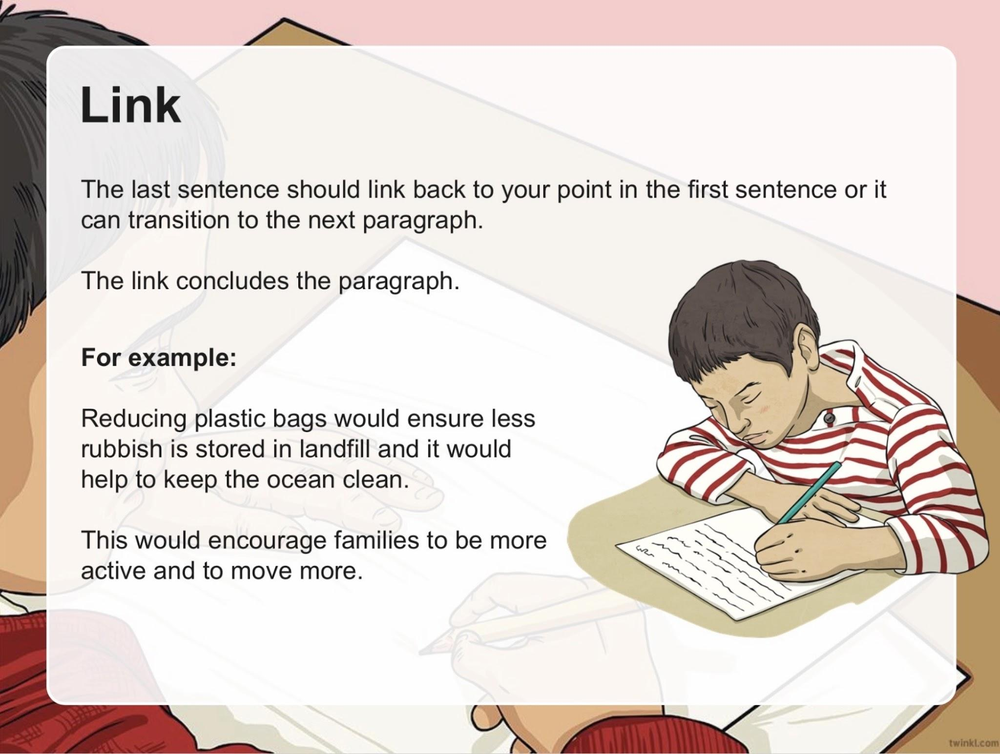 Link
The last sentence should link back to your point in the first sentence or it
can transition to the next paragraph.
The link concludes the paragraph.
For example:
Reducing plastic bags would ensure less
rubbish is stored in landfill and it would
help to keep the ocean clean.
This would encourage families to be more
active and to move more.
twinkl.com